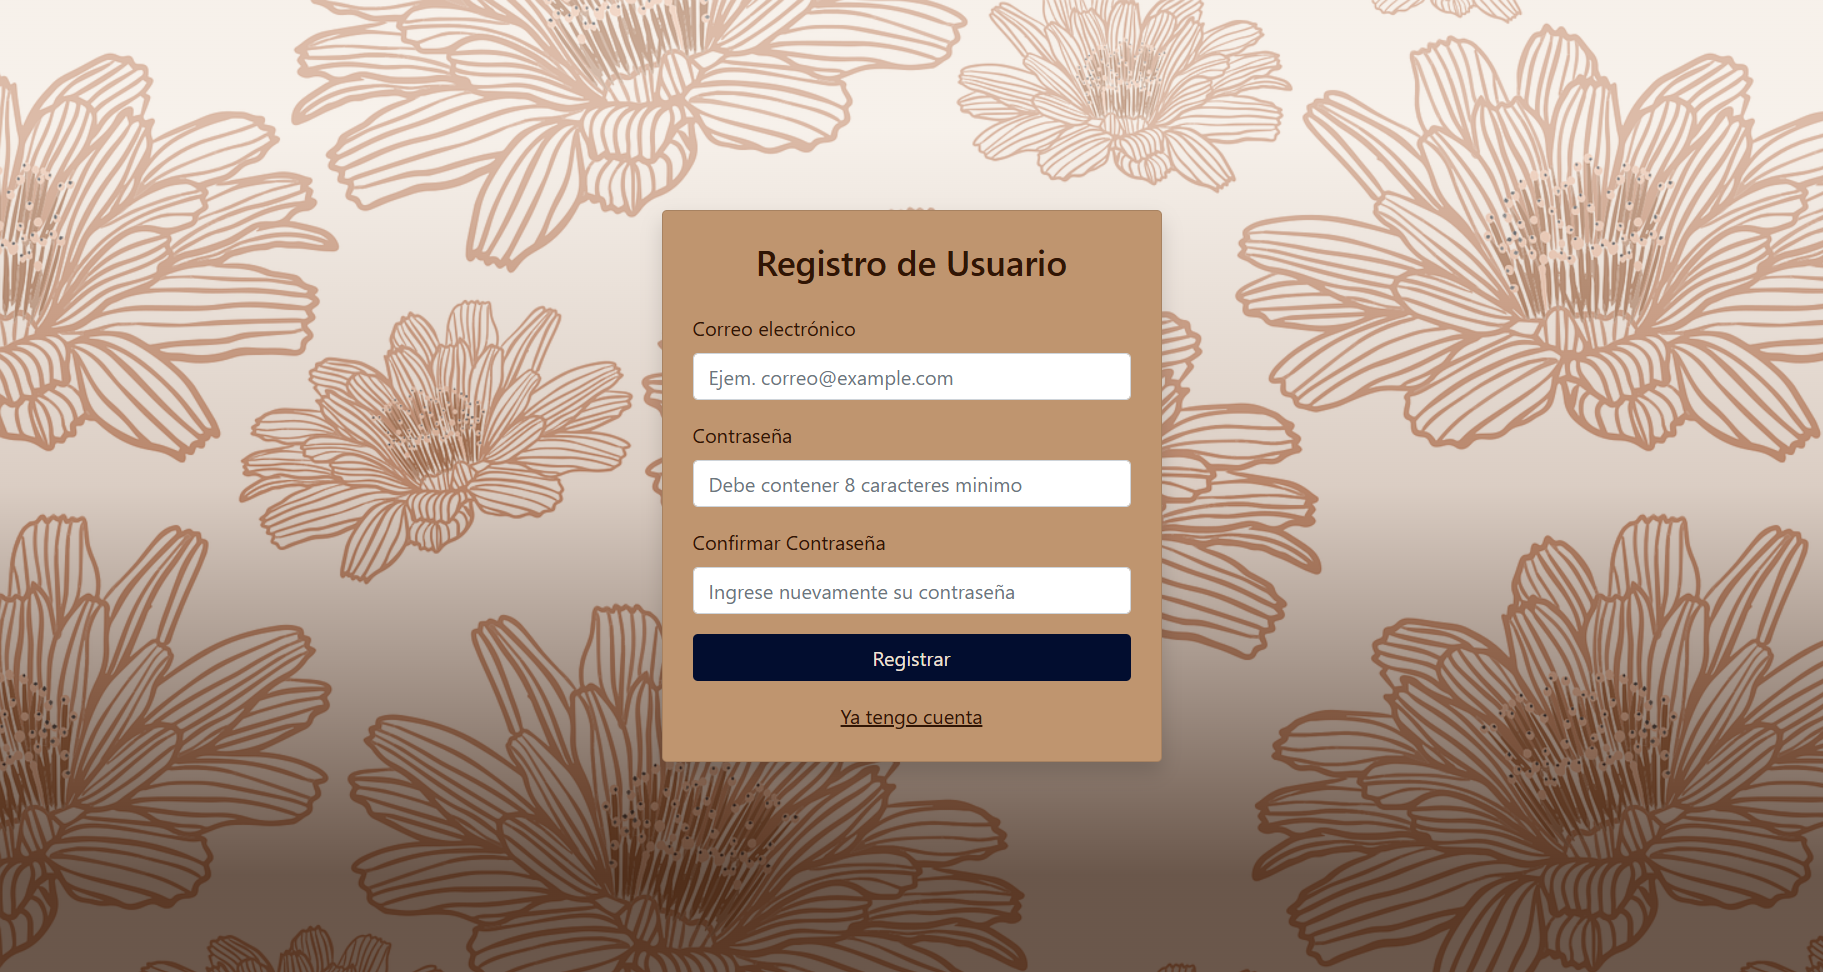 Registro de Usuario
Correo electrónico
Ejem. correo@example.com
Contraseña
Debe contener 8 caracteres minimo
Confirmar Contraseña
Ingrese nuevamente su contraseña
Registrar
Ya tengo cuenta